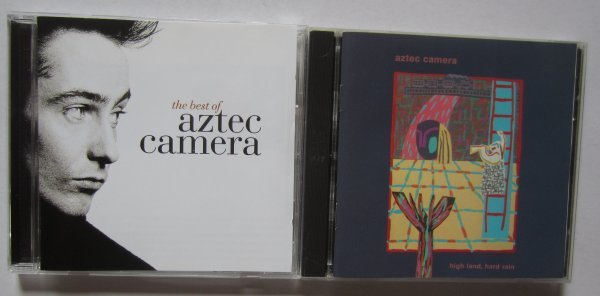 the best of
aztec
camera
aztec camera
high land, hard rain